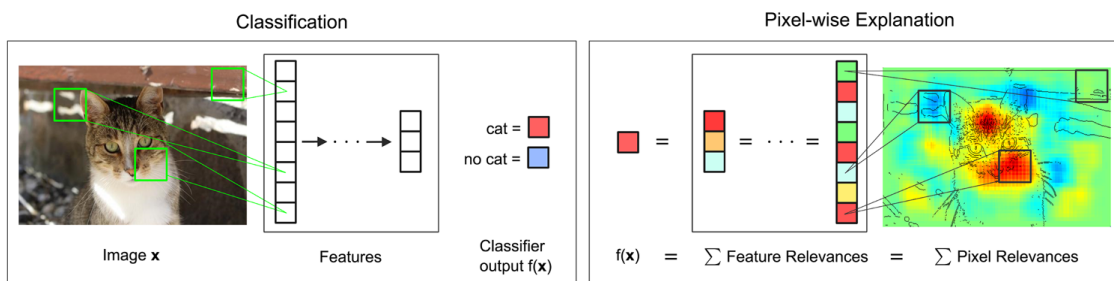 Classification
Pixel-wise Explanation
cat =
no cat =
Image x
Features
Classifier
output f(x)
= = · · · =
f(x) = ∑ Feature Relevances = ∑ Pixel Relevances